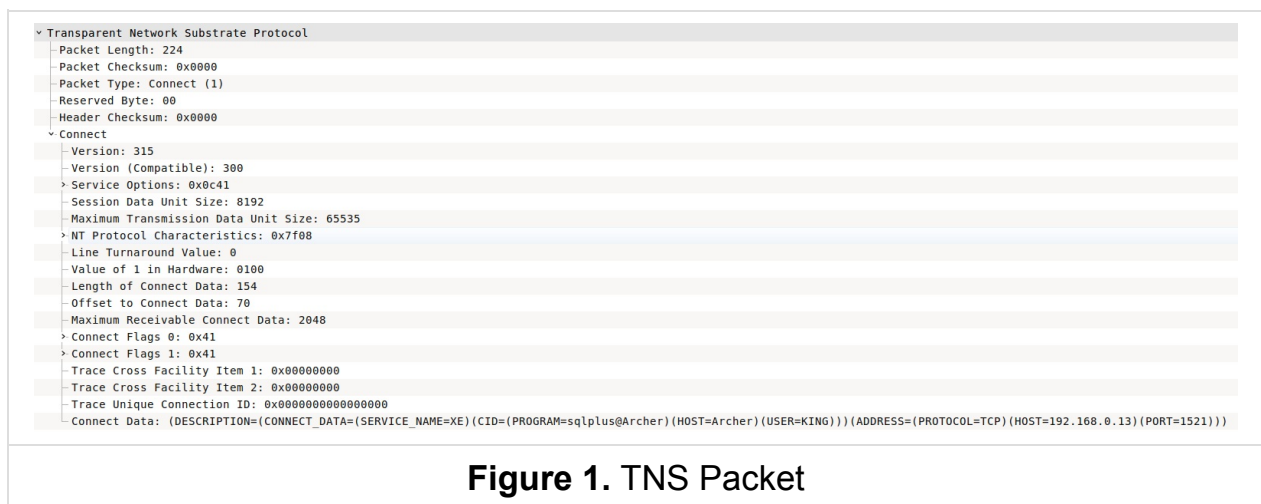 Transparent Network Substrate Protocol
Packet Length: 224
Packet Checksum: 0x0000
Packet Type: Connect (1)
Reserved Byte: 00
Header Checksum: 0x0000
Connect
Version: 315
Version (Compatible): 300
Service Options: 0x0c41
Session Data Unit Size: 8192
Maximum Transmission Data Unit Size: 65535
NT Protocol Characteristics: 0x7f08
Line Turnaround Value: 0
Value of 1 in Hardware: 0100
Length of Connect Data: 154
Offset to Connect Data: 70
Maximum Receivable Connect Data: 2048
Connect Flags 0: 0x41
Connect Flags 1: 0x41
Trace Cross Facility Item 1: 0x00000000
Trace Cross Facility Item 2: 0x00000000
Trace Unique Connection ID: 0x0000000000000000
Connect Data: (DESCRIPTION=(CONNECT_DATA=(SERVICE_NAME=XE)(CID=(PROGRAM=sqlplus@Archer)(HOST=Archer)(USER=KING)))(ADDRESS=(PROTOCOL=TCP)(HOST=192.168.0.13)(PORT=1521)))
Figure 1. TNS Packet